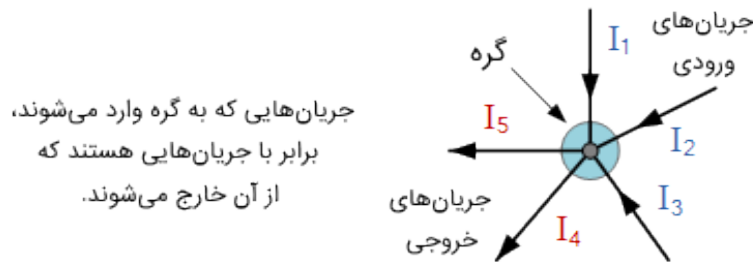 جریان‌های
ورودی
I1
گره
I2
I5
I3
I4
جریان‌های
خروجی
جریان‌هایی که به گره وارد می‌شوند،
برابر با جریان‌هایی هستند که
از آن خارج می‌شوند.